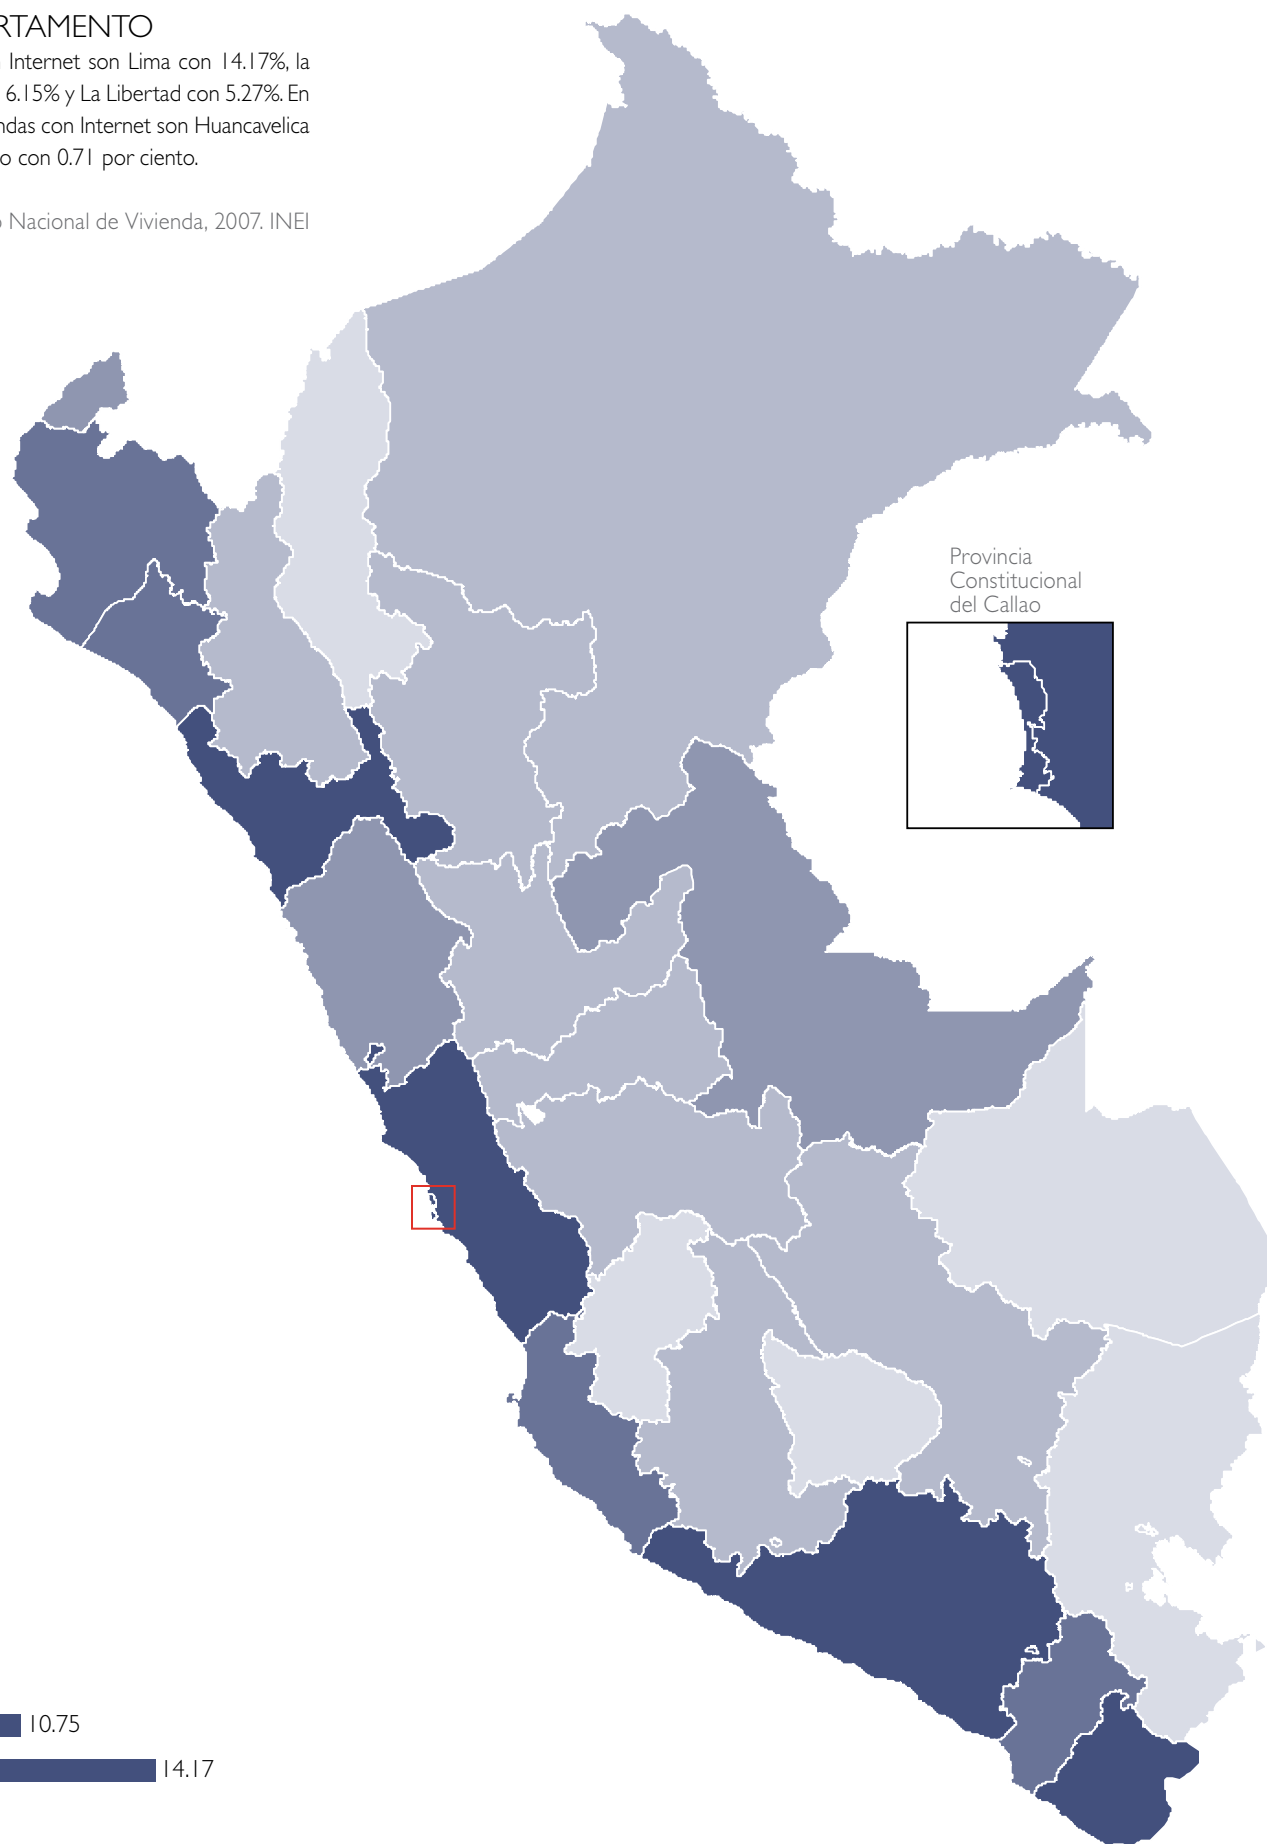 RTAMENTO
Internet son Lima con 14.17%, la
6.15% y La Libertad con 5.27%. En
ndas con Internet son Huancavelica
o con 0.71 por ciento.
o Nacional de Vivienda, 2007. INEI
Provincia
Constitucional
del Callao
10.75
14.17